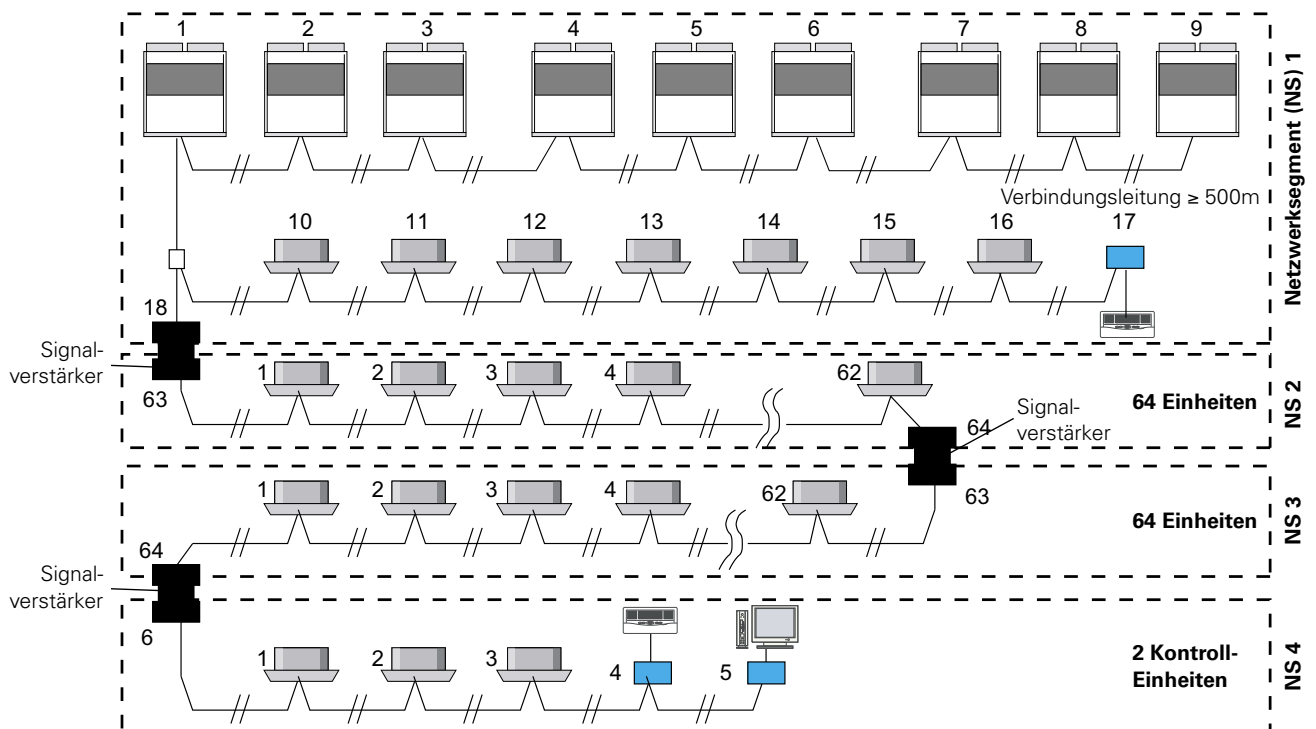 1 2 3 4 5 6 7 8 9
Netzwerksegment (NS) 1
Verbindungsleitung ≥ 500m
10 11 12 13 14 15 16 17
18
Signal-
verstärker
63
1 2 3 4 62
64 Einheiten
NS 2
64
Signal-
verstärker
63
1 2 3 4 62
64 Einheiten
NS 3
64
Signal-
verstärker
6
1 2 3 4 5
2 Kontroll-
Einheiten
NS 4